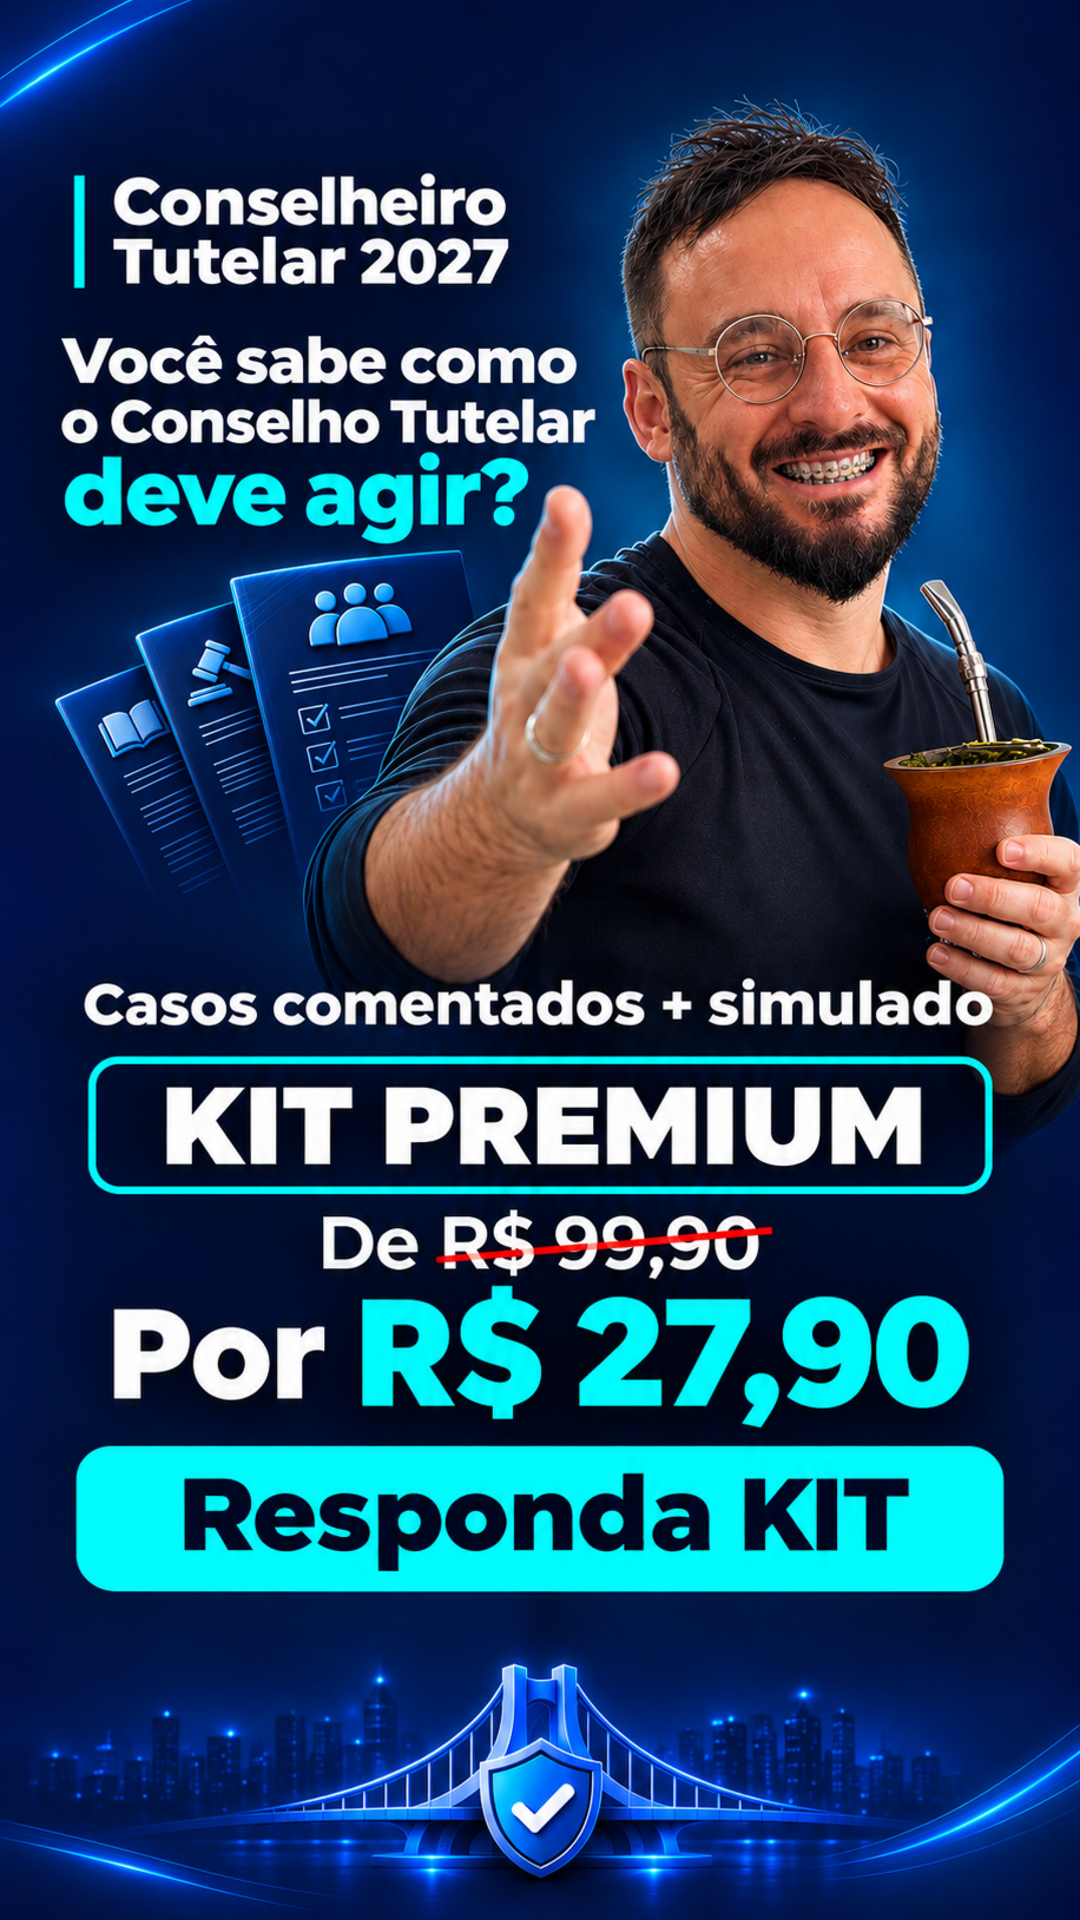 Conselheiro
Tutelar 2027
Você sabe como
o Conselho Tutelar
deve agir?
Casos comentados + simulado
KIT PREMIUM
De R$ 99,90
Por R$ 27,90
Responda KIT